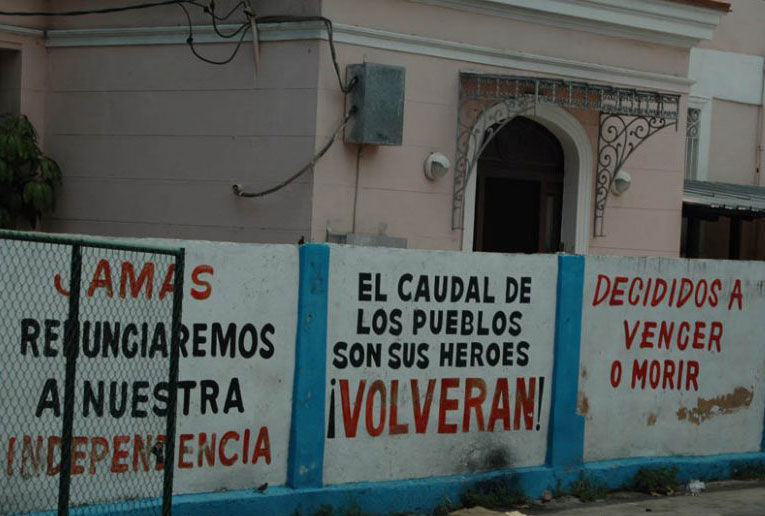 JAMAS
RENUNCIAREMOS
A NUESTRA
INDEPENDENCIA
EL CAUDAL DE
LOS PUEBLOS
SON SUS HEROES
¡VOLVERAN!
DECIDIDOS A
VENCER
O MORIR